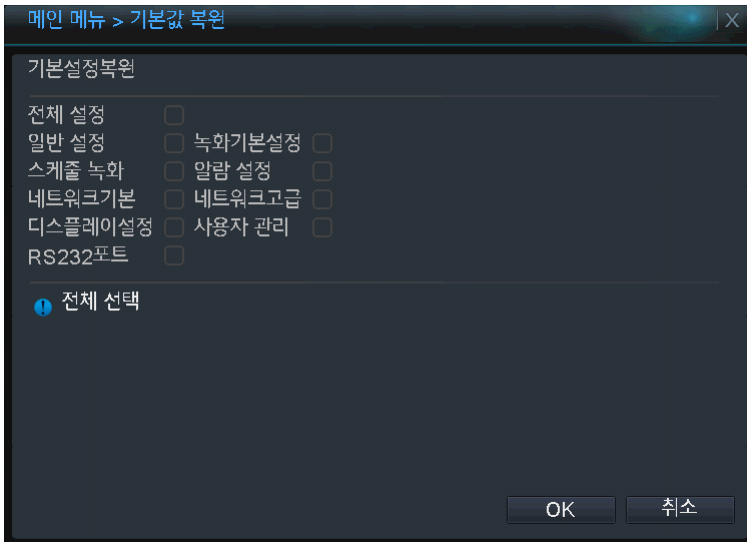 메인 메뉴 > 기본값 복원
X
기본설정복원
전체 설정
일반 설정 녹화기본설정
스케줄 녹화 알람 설정
네트워크기본 네트워크고급
디스플레이설정 사용자 관리
RS232포트
전체 선택
OK 취소